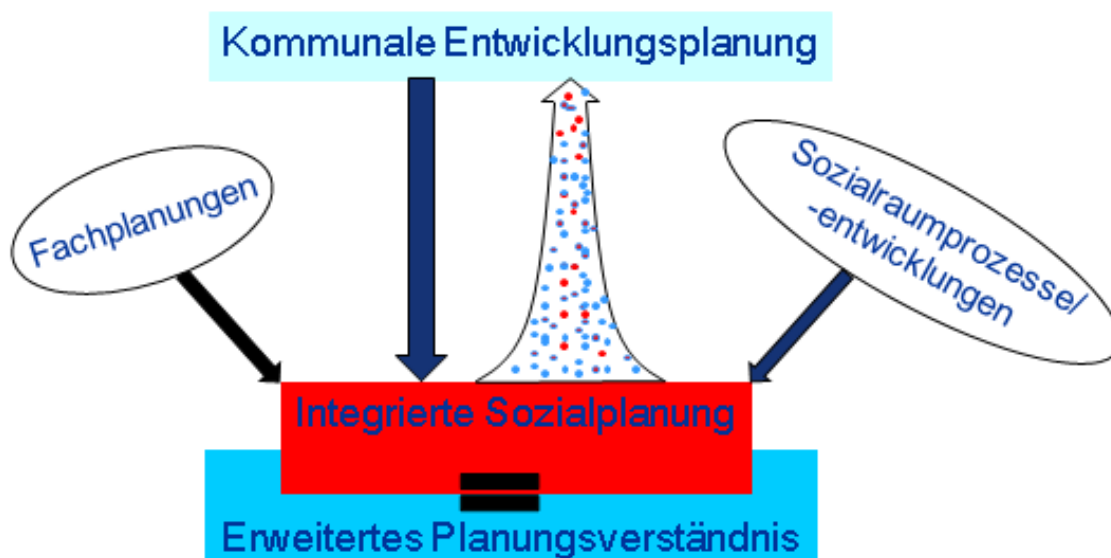 Kommunale Entwicklungsplanung
Fachplanungen
Sozialraumprozesse/
-entwicklungen
Integrierte Sozialplanung
Erweitertes Planungsverständnis